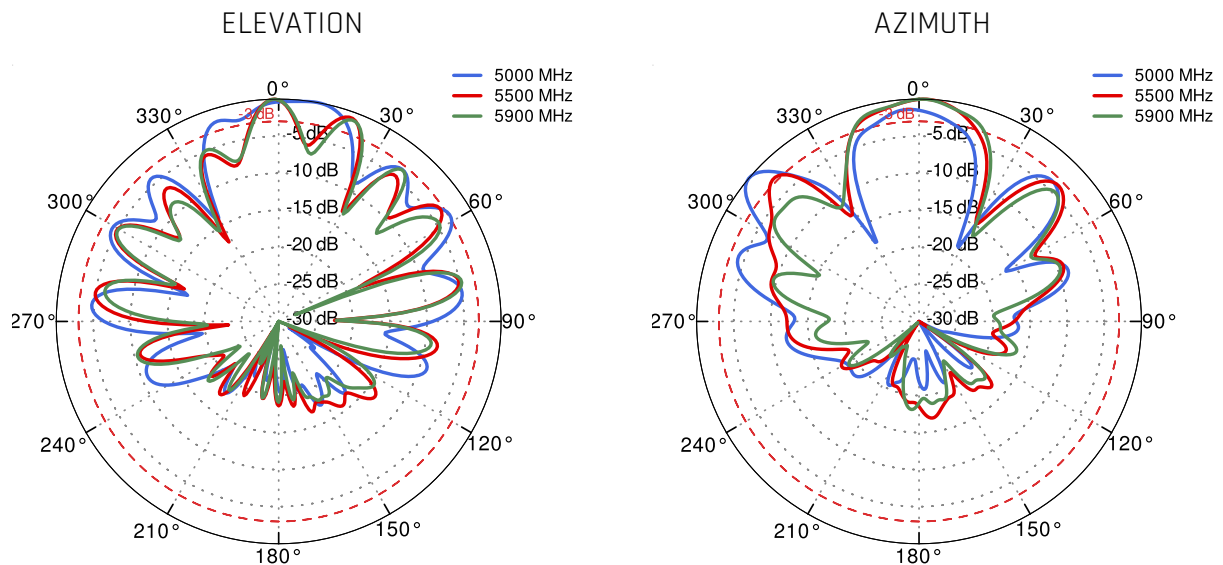 ELEVATION
AZIMUTH
5000 MHz
5500 MHz
5900 MHz
0°
330°
30°
300°
60°
270°
90°
240°
120°
210°
150°
180°
-3 dB
-5 dB
-10 dB
-15 dB
-20 dB
-25 dB
-30 dB
5000 MHz
5500 MHz
5900 MHz
0°
330°
30°
300°
60°
270°
90°
240°
120°
210°
150°
180°
-3 dB
-5 dB
-10 dB
-15 dB
-20 dB
-25 dB
-30 dB